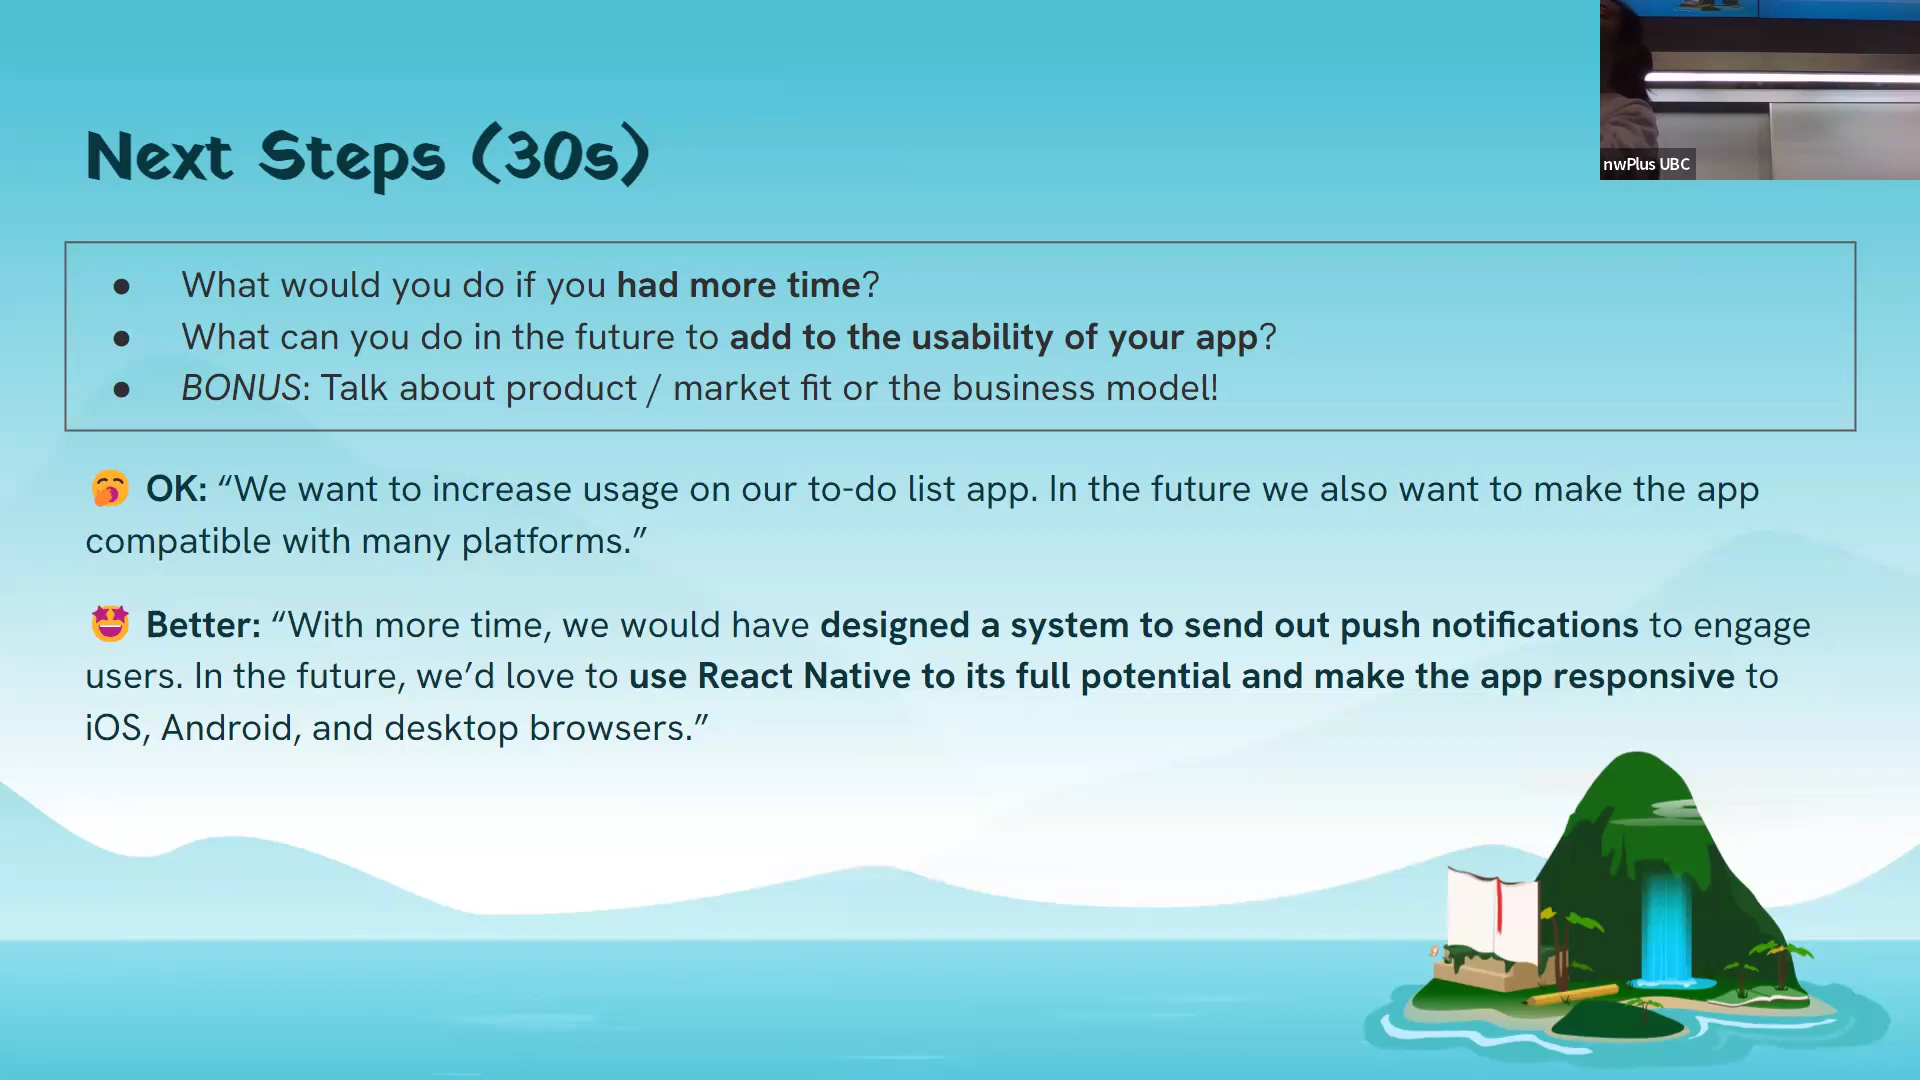 Next Steps (30s)
nwPlus UBC
● What would you do if you had more time?
● What can you do in the future to add to the usability of your app?
● BONUS: Talk about product / market fit or the business model!
🥱 OK: “We want to increase usage on our to-do list app. In the future we also want to make the app
compatible with many platforms.”
🤩 Better: “With more time, we would have designed a system to send out push notifications to engage
users. In the future, we’d love to use React Native to its full potential and make the app responsive to
iOS, Android, and desktop browsers.”